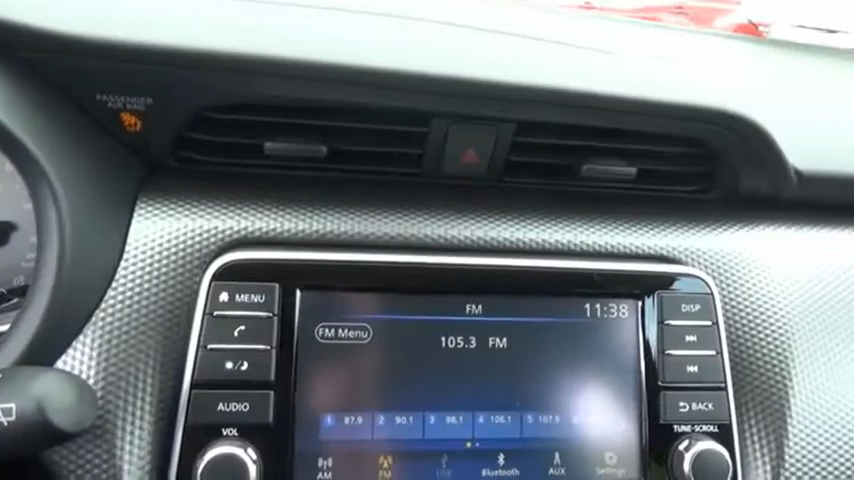 PASSENGER
AIR BAG
OFF
MENU
FM
11:38
DISP
FM Menu
105.3 FM
AUDIO
BACK
1 87.9 2 90.1 3 98.1 4 106.1 5 107.9
VOL
TUNE·SCROLL
AM FM USB Bluetooth AUX Settings